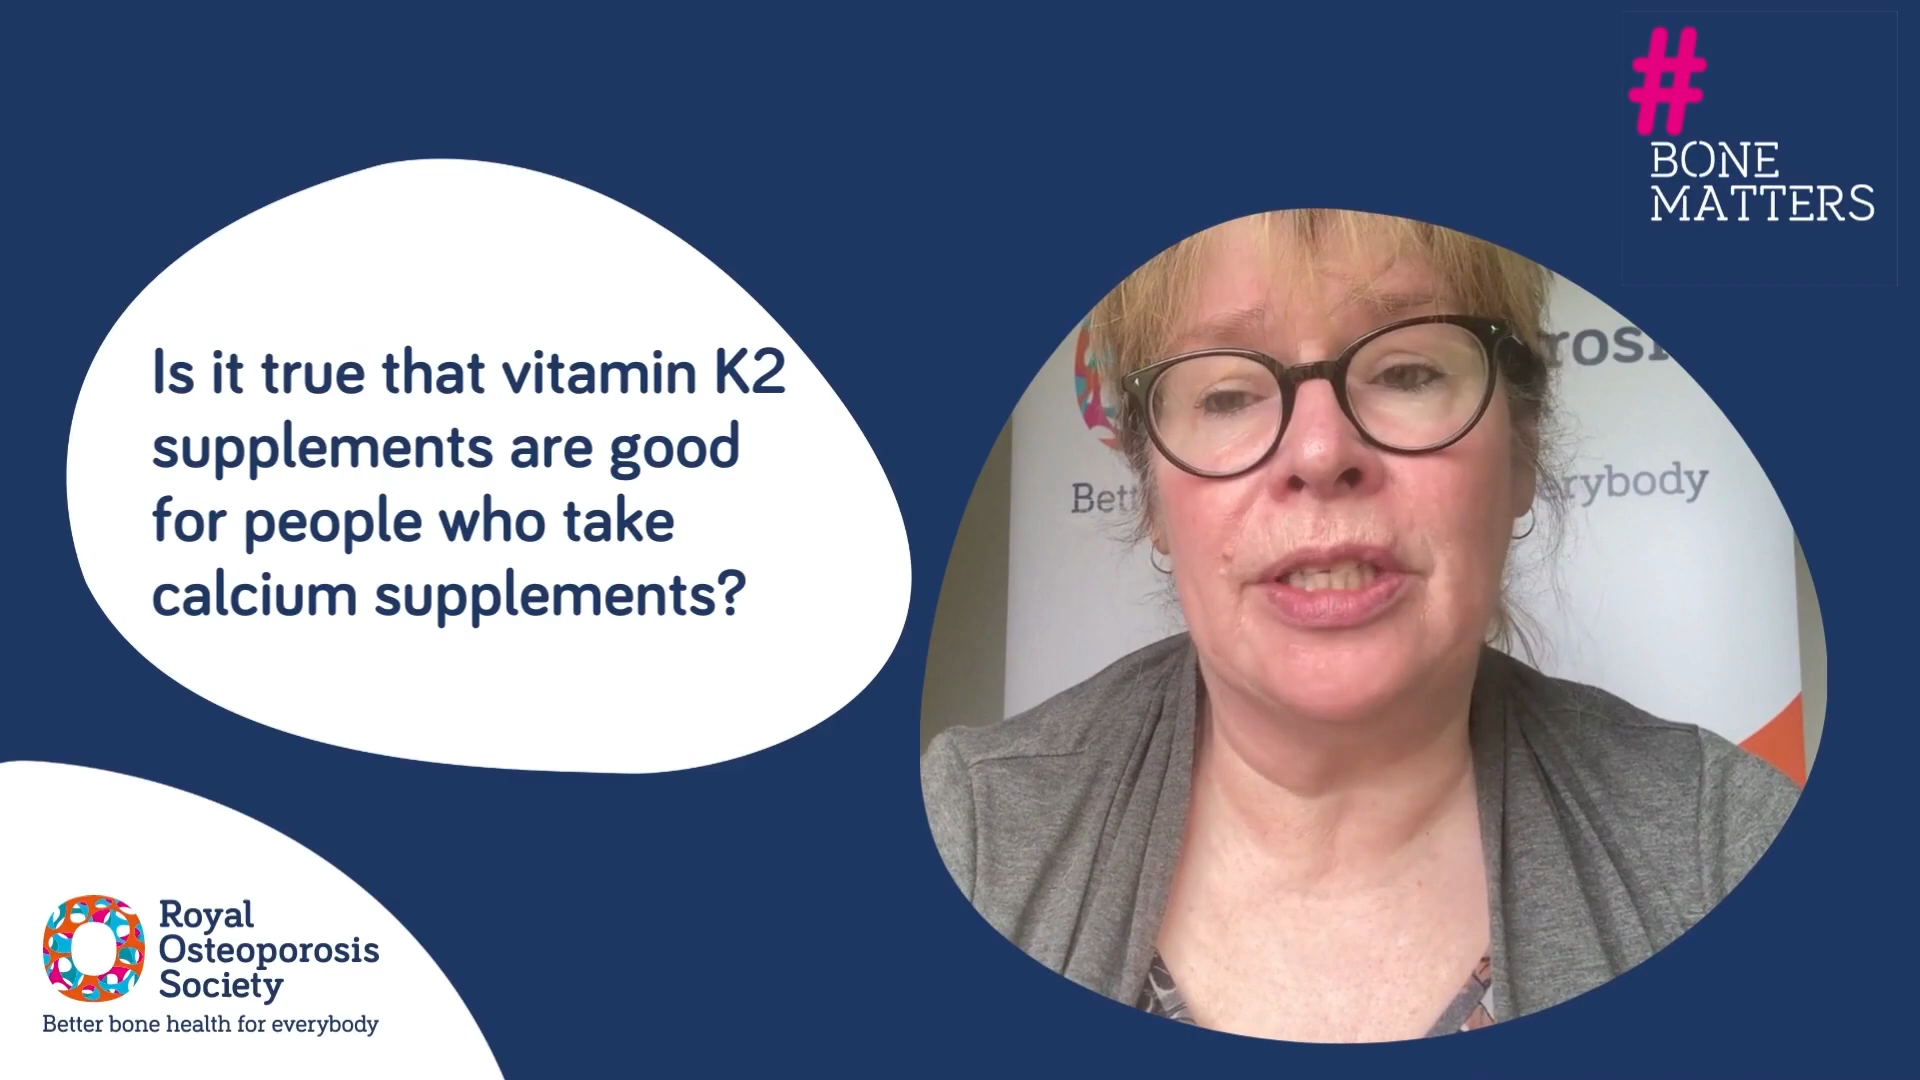 #
BONE
MATTERS
Is it true that vitamin K2
supplements are good
for people who take
calcium supplements?
Royal
Osteoporosis
Society
Better bone health for everybody